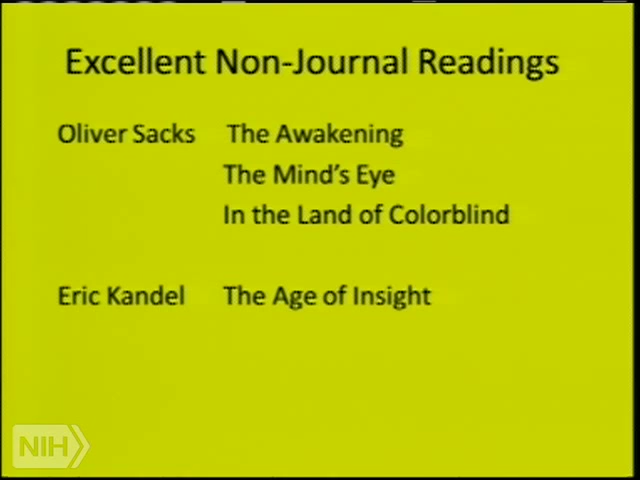 Excellent Non-Journal Readings
Oliver Sacks The Awakening
The Mind's Eye
In the Land of Colorblind
Eric Kandel The Age of Insight
NIH